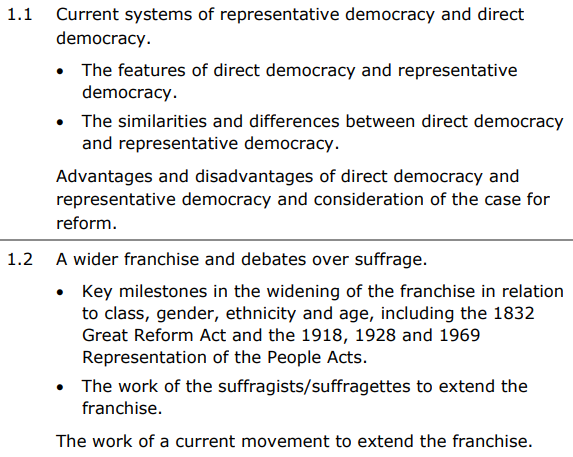 1.1 Current systems of representative democracy and direct
democracy.
• The features of direct democracy and representative
democracy.
• The similarities and differences between direct democracy
and representative democracy.
Advantages and disadvantages of direct democracy and
representative democracy and consideration of the case for
reform.
1.2 A wider franchise and debates over suffrage.
• Key milestones in the widening of the franchise in relation
to class, gender, ethnicity and age, including the 1832
Great Reform Act and the 1918, 1928 and 1969
Representation of the People Acts.
• The work of the suffragists/suffragettes to extend the
franchise.
The work of a current movement to extend the franchise.